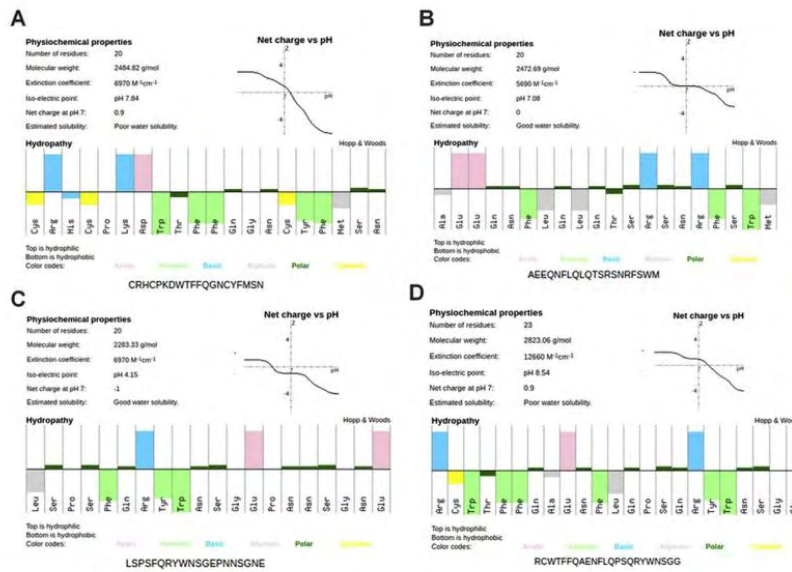 A
Physiochemical properties
Number of residues: 20
Molecular weight: 2484.82 g/mol
Extinction coefficient: 6970 M-1cm-1
Iso-electric point: pH 7.84
Net charge at pH 7: 0.9
Estimated solubility: Poor water solubility.
Net charge vs pH
Z
4
7
-4
Hydropathy Hopp & Woods
Cys Arg His Cys Pro Lys Asp Trp Thr Phe Phe Gln Gly Asn Cys Tyr Phe Met Ser Asn
Top is hydrophilic
Bottom is hydrophobic
Color codes: Acidic Aromatic Basic Aliphatic Polar Cysteine
CRHCPKDWTFFQGNCYFMSN
B
Physiochemical properties
Number of residues: 20
Molecular weight: 2472.69 g/mol
Extinction coefficient: 5690 M-1cm-1
Iso-electric point: pH 7.08
Net charge at pH 7: 0
Estimated solubility: Good water solubility.
Net charge vs pH
Z
4
7
pH
-4
Hydropathy Hopp & Woods
Ala Glu Glu Gln Asn Phe Leu Gln Leu Gln Thr Ser Arg Ser Asn Arg Phe Ser Trp Met
Top is hydrophilic
Bottom is hydrophobic
Color codes: Acidic Aromatic Basic Aliphatic Polar Cysteine
AEEQNFLQLQTSRSNRFSWM
C
Physiochemical properties
Number of residues: 20
Molecular weight: 2283.33 g/mol
Extinction coefficient: 6970 M-1cm-1
Iso-electric point: pH 4.15
Net charge at pH 7: -1
Estimated solubility: Good water solubility.
Net charge vs pH
Z
4
7
pH
-4
Hydropathy Hopp & Woods
Leu Ser Pro Ser Phe Gln Arg Tyr Trp Asn Ser Gly Glu Pro Asn Asn Ser Gly Asn Glu
Top is hydrophilic
Bottom is hydrophobic
Color codes: Acidic Aromatic Basic Aliphatic Polar Cysteine
LSPSFQRYWNSGEPNNSGNE
D
Physiochemical properties
Number of residues: 23
Molecular weight: 2823.06 g/mol
Extinction coefficient: 12660 M-1cm-1
Iso-electric point: pH 8.54
Net charge at pH 7: 0.9
Estimated solubility: Poor water solubility.
Net charge vs pH
Z
4
7
pH
-4
Hydropathy Hopp & Woods
Arg Cys Trp Thr Phe Phe Gln Ala Glu Asn Phe Leu Gln Pro Ser Gln Arg Tyr Trp Asn Ser Gly
Top is hydrophilic
Bottom is hydrophobic
Color codes: Acidic Aromatic Basic Aliphatic Polar Cysteine
RCWTFFQAENFLQPSQRYWNSGG